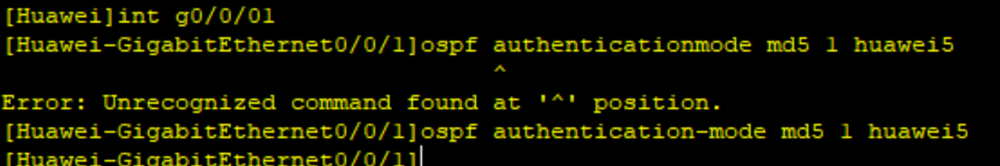 [Huawei]int g0/0/01
[Huawei-GigabitEthernet0/0/1]ospf authenticationmode md5 1 huawei5
^
Error: Unrecognized command found at '^' position.
[Huawei-GigabitEthernet0/0/1]ospf authentication-mode md5 1 huawei5
[Huawei-GigabitEthernet0/0/1]